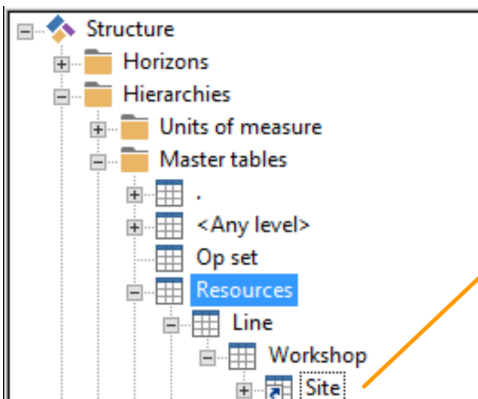 Structure
Horizons
Hierarchies
Units of measure
Master tables
.
<Any level>
Op set
Resources
Line
Workshop
Site